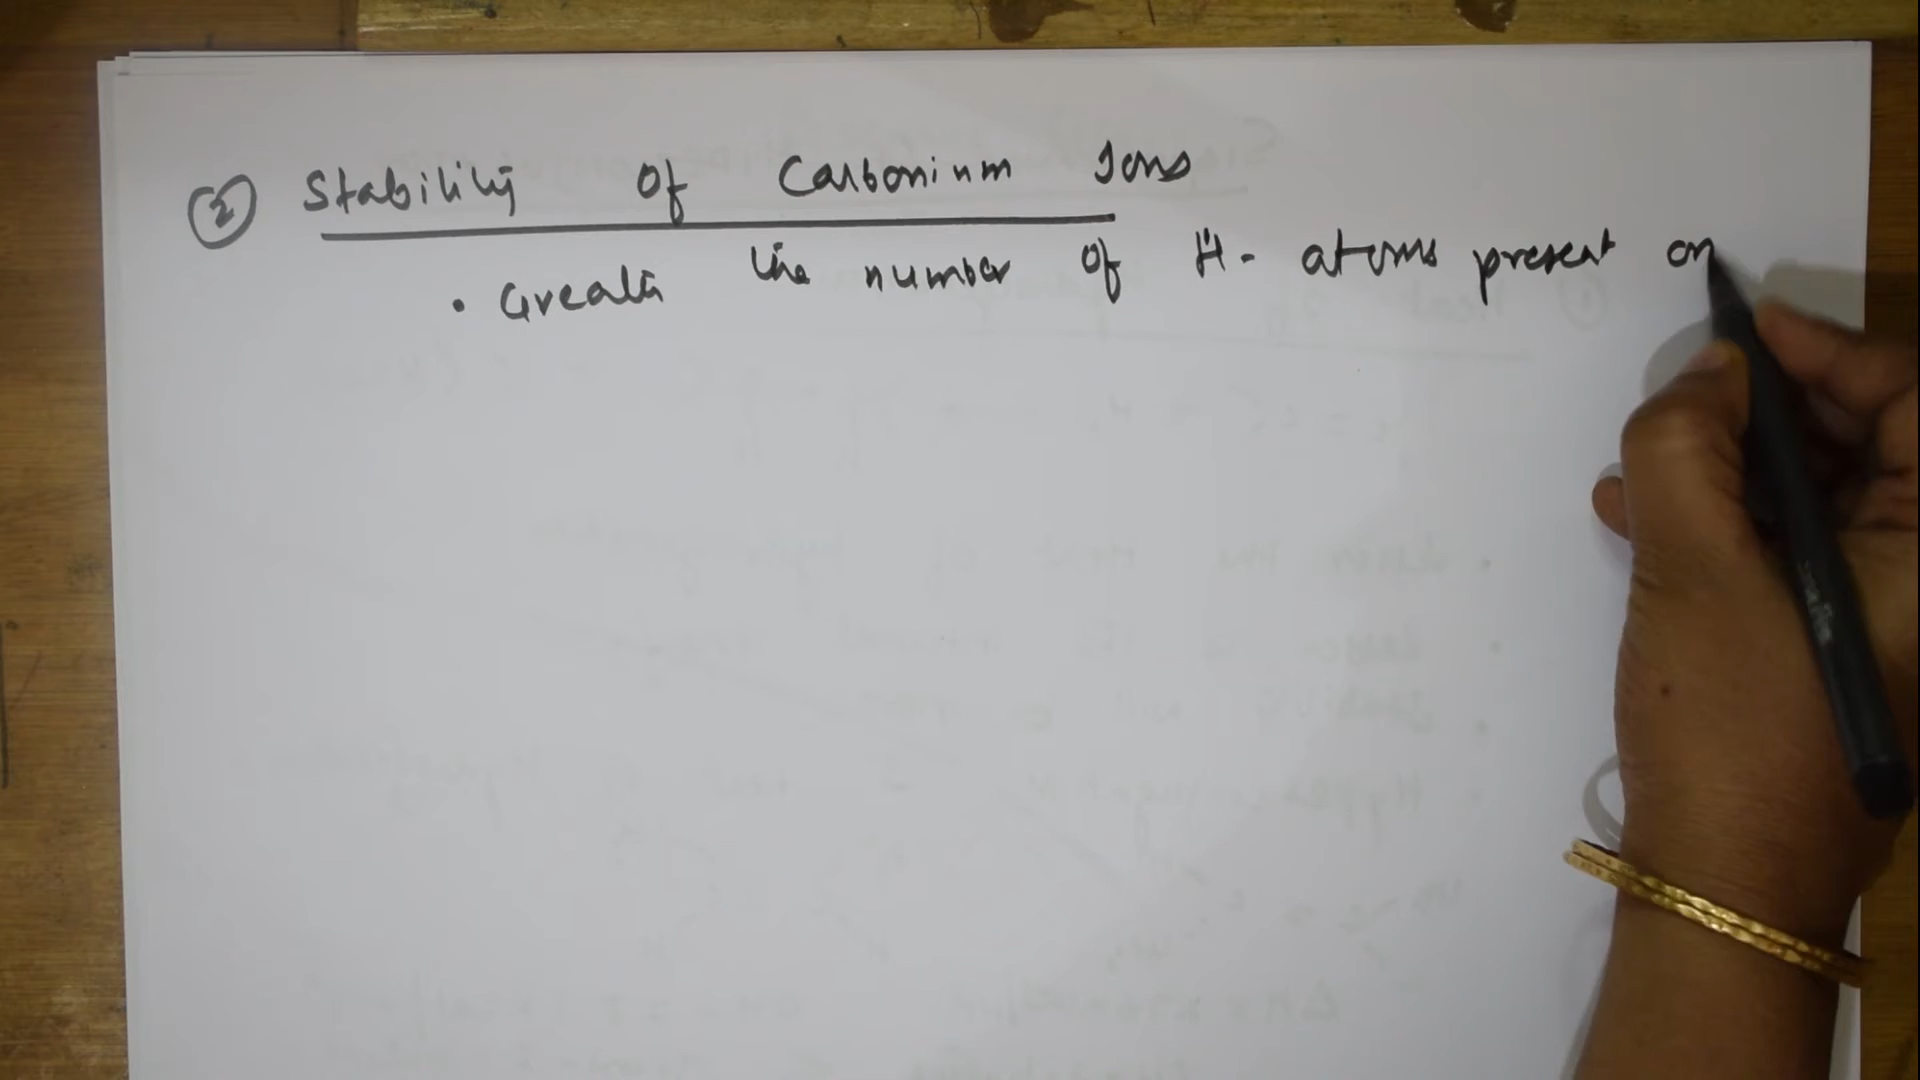 ② Stability Of Carbonium Ions
• Greater the number of H- atoms present on